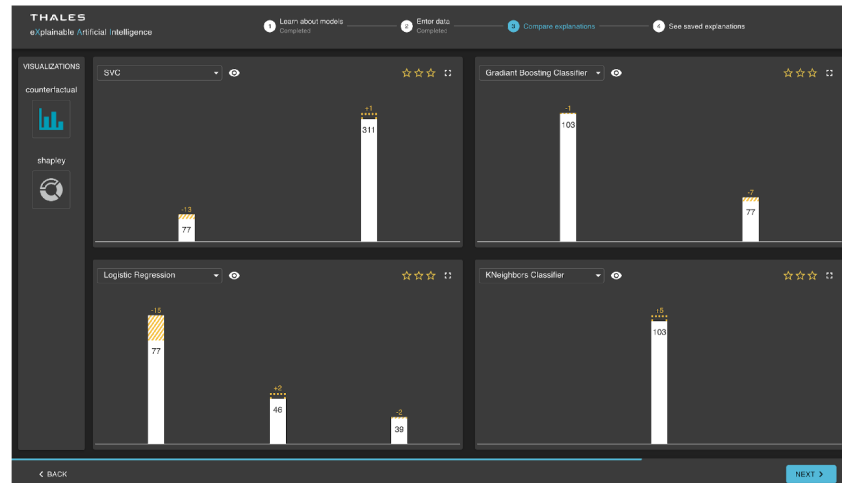 THALES
eXplainable Artificial Intelligence
1 Learn about models
Completed
2 Enter data
Completed
3 Compare explanations
4 See saved explanations
VISUALIZATIONS
counterfactual
shapley
SVC
-13
77
+1
311
Gradiant Boosting Classifier
-1
103
-7
77
Logistic Regression
-15
77
+2
46
-2
39
KNeighbors Classifier
+5
103
BACK
NEXT